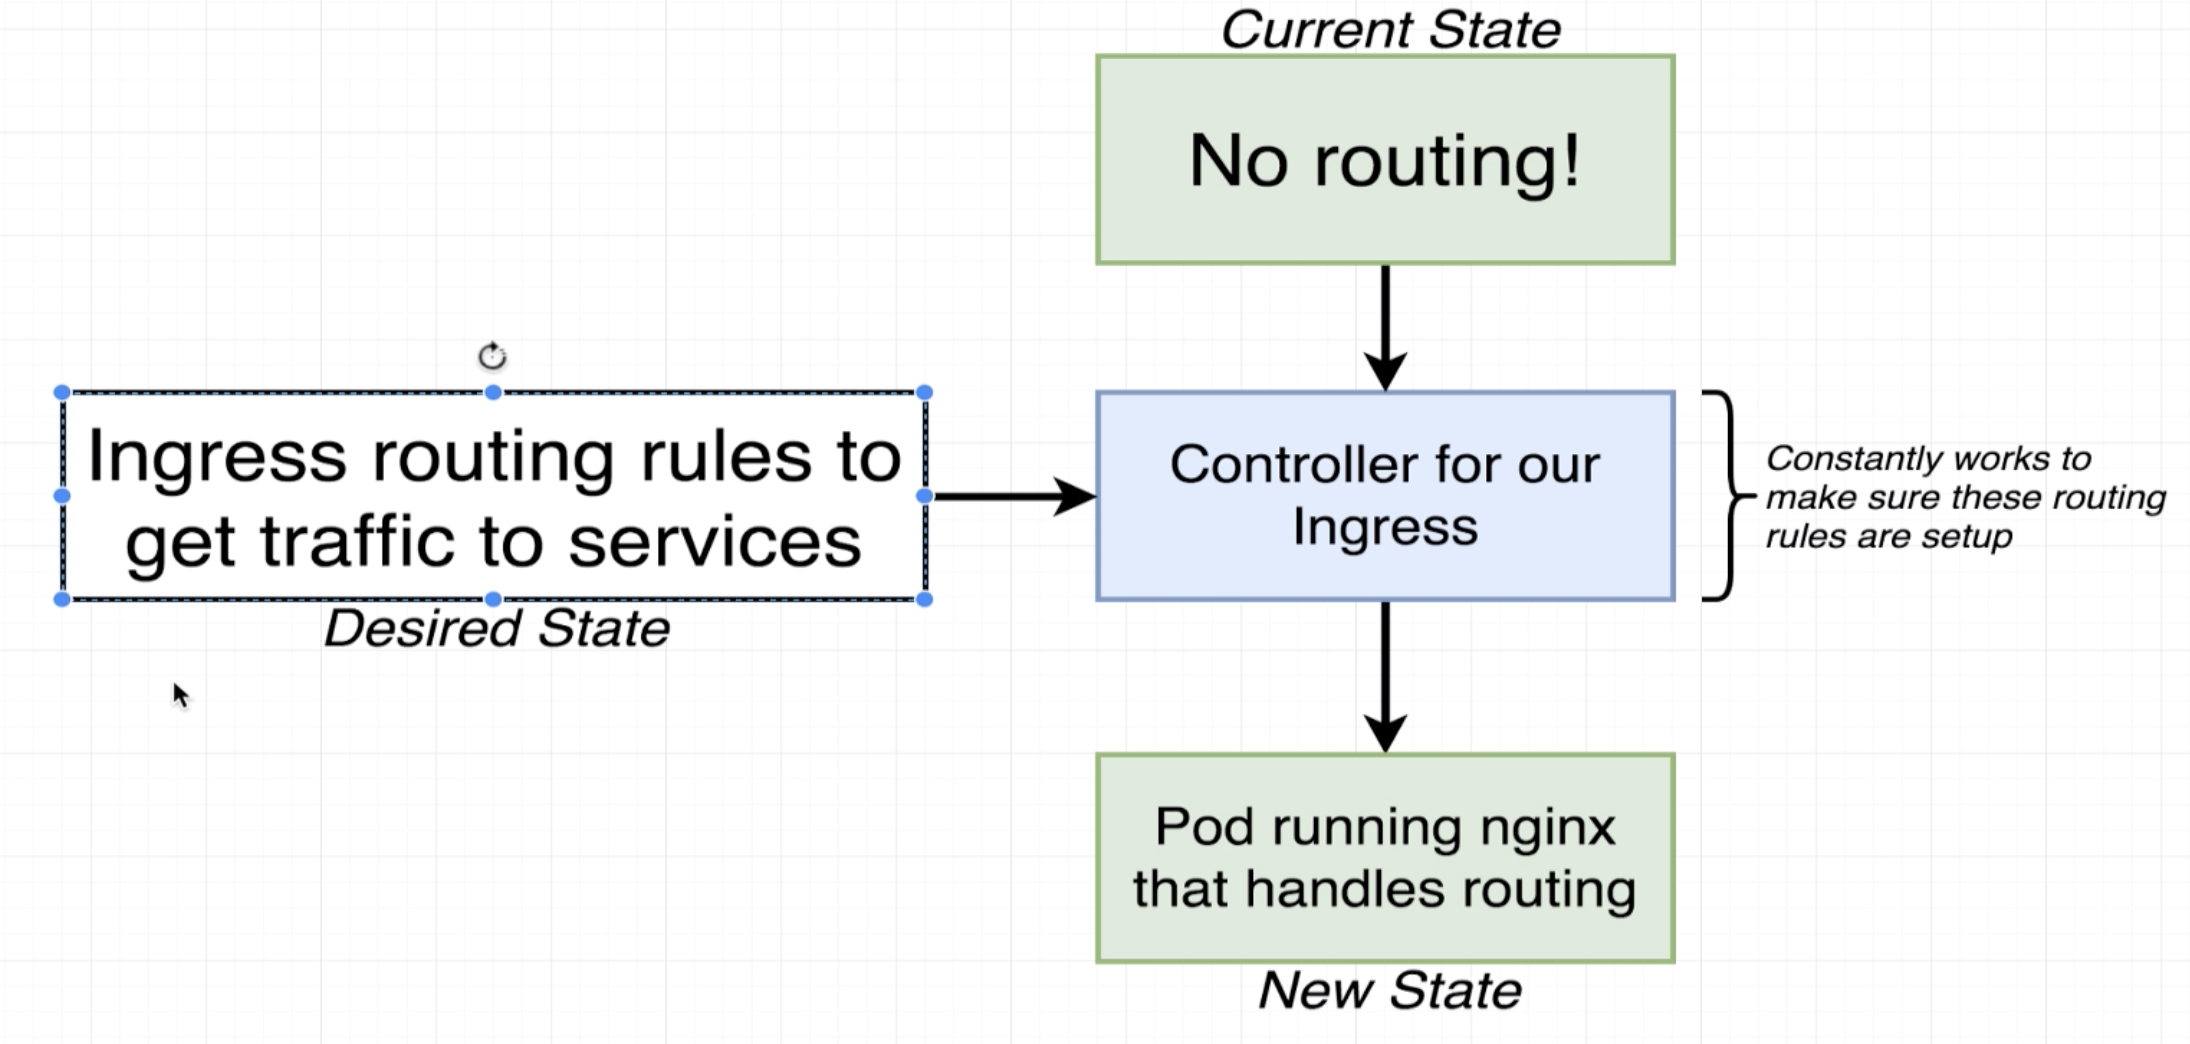 Current State
No routing!
Ingress routing rules to
get traffic to services
Desired State
Controller for our
Ingress
Constantly works to
make sure these routing
rules are setup
Pod running nginx
that handles routing
New State